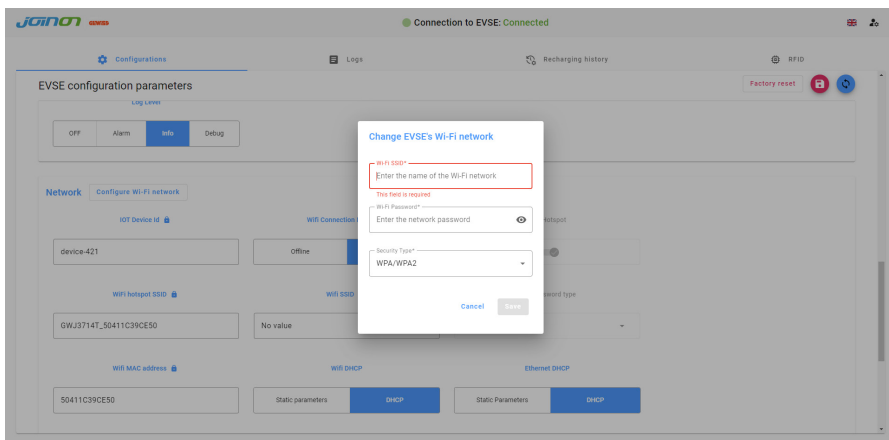 JOINON GEWISS
Connection to EVSE: Connected
Configurations
Logs
Recharging history
RFID
EVSE configuration parameters
Factory reset
Log Level
OFF
Alarm
Info
Debug
Change EVSE's Wi-Fi network
Wi-Fi SSID*
Enter the name of the Wi-Fi network
This field is required
Wi-Fi Password*
Enter the network password
Security Type*
WPA/WPA2
Cancel
Save
Network
Configure Wi-Fi network
IOT Device Id
Wifi Connection
hotspot
device-421
Offline
WiFi hotspot SSID
Wifi SSID
sword type
GWJ3714T_50411C39CE50
No value
Wifi MAC address
Wifi DHCP
Ethernet DHCP
50411C39CE50
Static parameters
DHCP
Static Parameters
DHCP